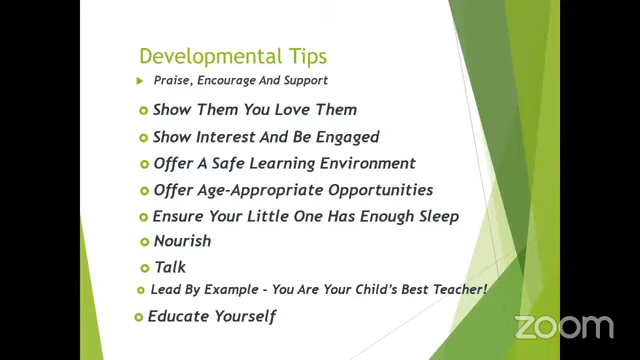 Developmental Tips
Praise, Encourage And Support
Show Them You Love Them
Show Interest And Be Engaged
Offer A Safe Learning Environment
Offer Age-Appropriate Opportunities
Ensure Your Little One Has Enough Sleep
Nourish
Talk
Lead By Example - You Are Your Child's Best Teacher!
Educate Yourself
zoom